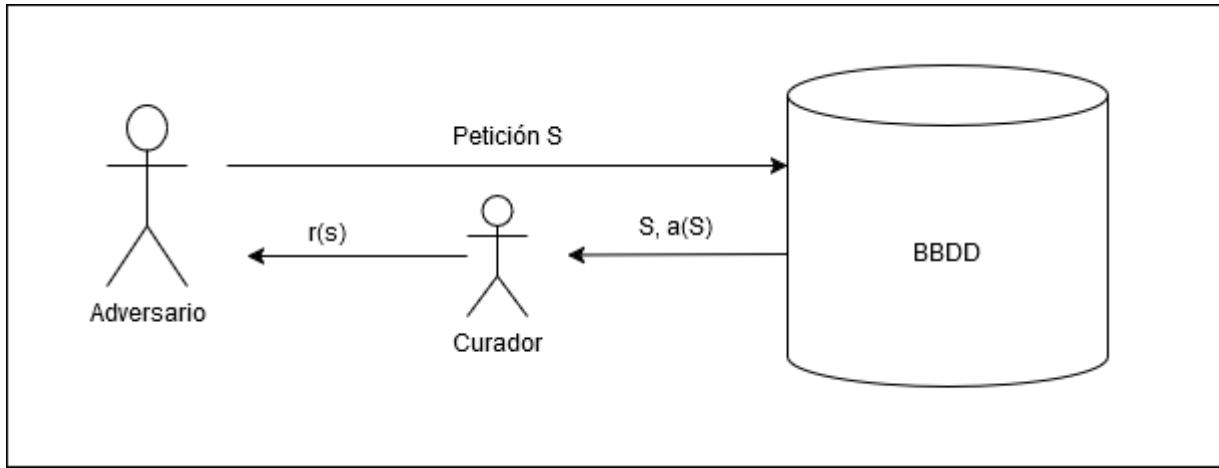 Petición S
r(s)
S, a(S)
BBDD
Adversario
Curador